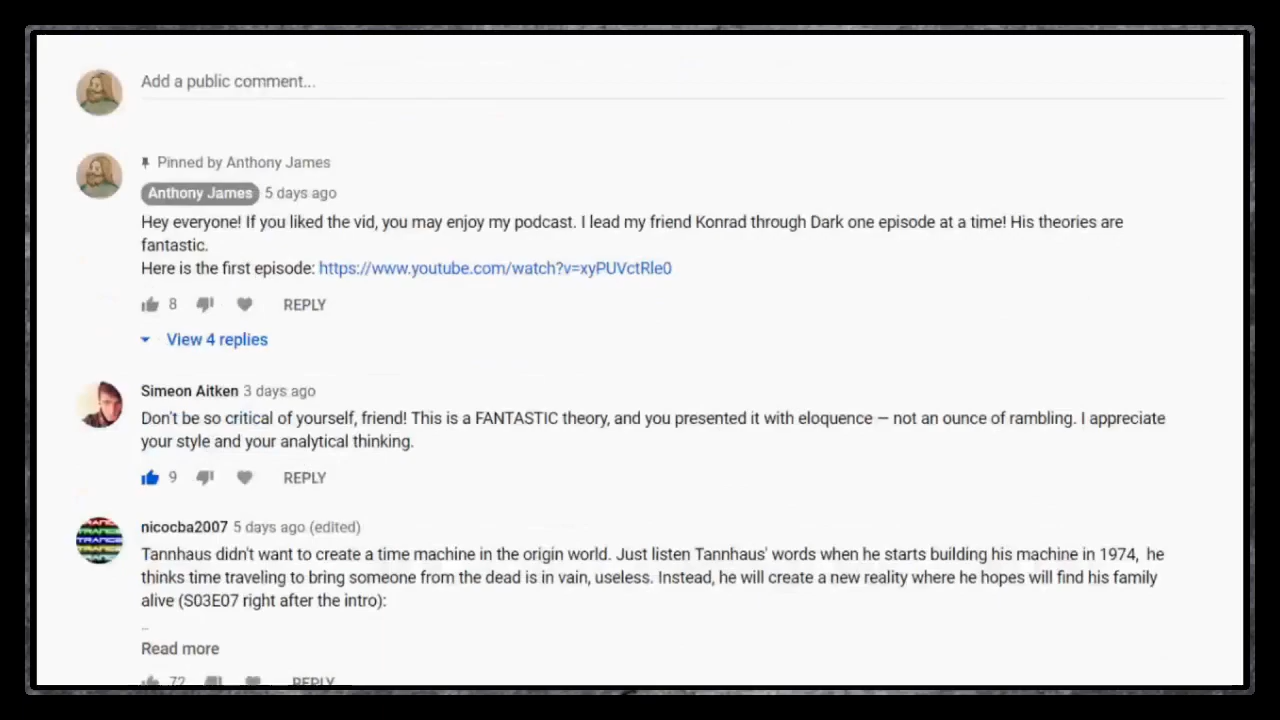 Add a public comment...
Pinned by Anthony James
Anthony James 5 days ago
Hey everyone! If you liked the vid, you may enjoy my podcast. I lead my friend Konrad through Dark one episode at a time! His theories are
fantastic.
Here is the first episode: https://www.youtube.com/watch?v=xyPUVctRle0
8 REPLY
View 4 replies
Simeon Aitken 3 days ago
Don't be so critical of yourself, friend! This is a FANTASTIC theory, and you presented it with eloquence — not an ounce of rambling. I appreciate
your style and your analytical thinking.
9 REPLY
TRANCE
nicocba2007 5 days ago (edited)
Tannhaus didn't want to create a time machine in the origin world. Just listen Tannhaus' words when he starts building his machine in 1974, he
thinks time traveling to bring someone from the dead is in vain, useless. Instead, he will create a new reality where he hopes will find his family
alive (S03E07 right after the intro):
..
Read more
72 REPLY